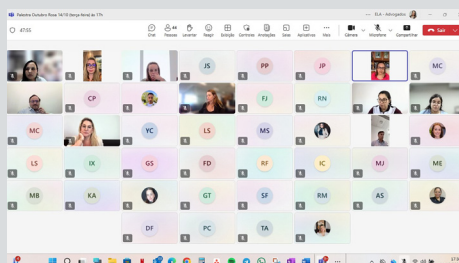 Palestra Outubro Rosa 14/10 (terça-feira) às 17h
ELA - Advogados
47:55
44
Chat Pessoas Levantar Reagir Exibição Controles Anotações Salas Aplicativos Mais Câmera Microfone Compartilhar Sair
JS PP JP MC
CP FJ RN
MC YC LS MS
LS IX GS FD RF IC MJ ME
MB KA GT SF RM AS
DF PC TA